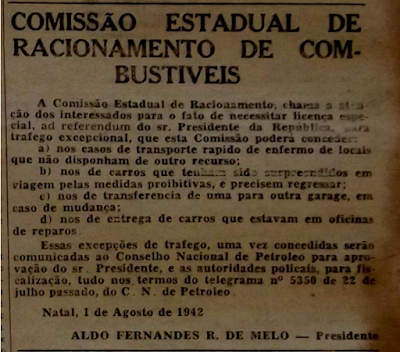 COMISSÃO ESTADUAL DE
RACIONAMENTO DE COM-
BUSTIVEIS
A Comissão Estadual de Racionamento, chama a aten-
ção dos interessados para o fato de necessitar licença espe-
cial, ad referendum do sr. Presidente da Republica, para
trafego excepcional, que esta Comissão podera conceder:
a) nos casos de transporte rapido de enfermo de locais
que não disponham de outro recurso;
b) nos de carros que tenham sido surpreendidos em
viagem pelas medidas proibitivas, e precisem regressar;
c) nos de transferencia de uma para outra garage, em
caso de mudança;
d) nos de entrega de carros que estavam em oficinas
de reparos.
Essas excepções de trafego, uma vez concedidas serão
comunicadas ao Conselho Nacional de Petroleo para apro-
vação do sr. Presidente, e as autoridades policais, para fis-
calização, tudo nos termos do telegrama nº 5350 de 22 de
julho passado, do C. N. de Petroleo.
Natal, 1 de Agosto de 1942
ALDO FERNANDES R. DE MELO — Presidente